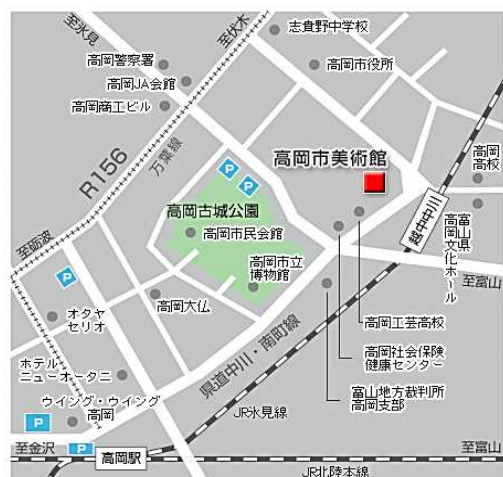 至氷見
至伏木
志貴野中学校
高岡警察署
高岡市役所
高岡JA会館
高岡商工ビル
R156
万葉線
高岡市美術館
高岡
高校
P
P
高岡古城公園
高岡市民会館
越中中川
富山県
高岡文化ホール
至砺波
高岡市立
博物館
至富山
P
高岡大仏
オタヤ
セリオ
県道中川・南町線
高岡工芸高校
高岡社会保険
健康センター
ホテル
ニューオータニ
富山地方裁判所
高岡支部
ウイング・ウイング
高岡
JR氷見線
P
至金沢
P
高岡駅
至富山
JR北陸本線